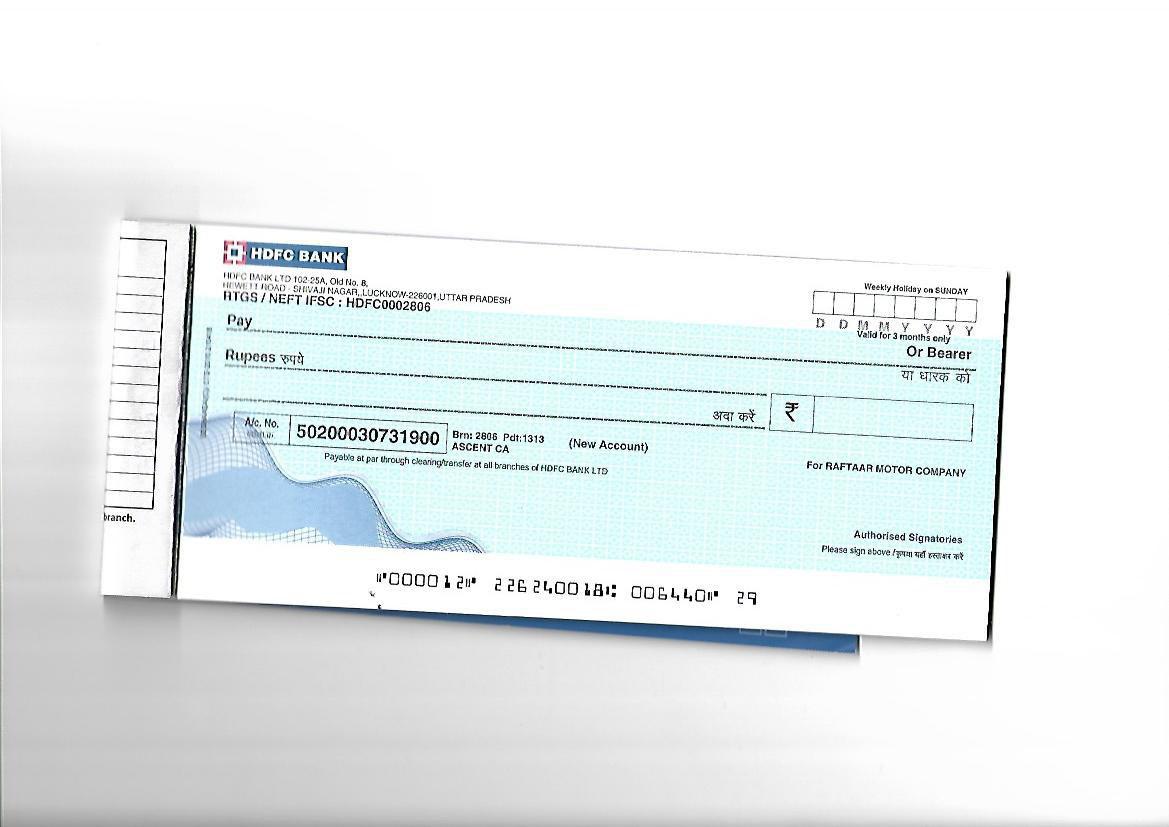 HDFC BANK
HDFC BANK LTD 102-25A, Old No. 8,
HEWETT ROAD - SHIVAJI NAGAR,,LUCKNOW-226001,UTTAR PRADESH
RTGS / NEFT IFSC : HDFC0002806
Weekly Holiday on SUNDAY
D D M M Y Y Y Y
Valid for 3 months only
Pay
Or Bearer
या धारक को
Rupees रुपये
अदा करें ₹
A/c. No.
50200030731900
Brn: 2806 Pdt:1313 (New Account)
ASCENT CA
Payable at par through clearing/transfer at all branches of HDFC BANK LTD
For RAFTAAR MOTOR COMPANY
branch.
Authorised Signatories
Please sign above / कृपया यहाँ हस्ताक्षर करें
⑈000012⑈ 226240018⑆ 006440⑈ 29